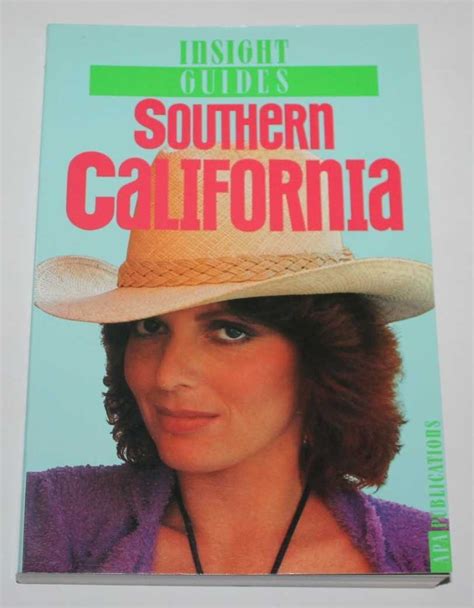 INSIGHT
GUIDES
SOUTHERN
CALIFORNIA
APA PUBLICATIONS